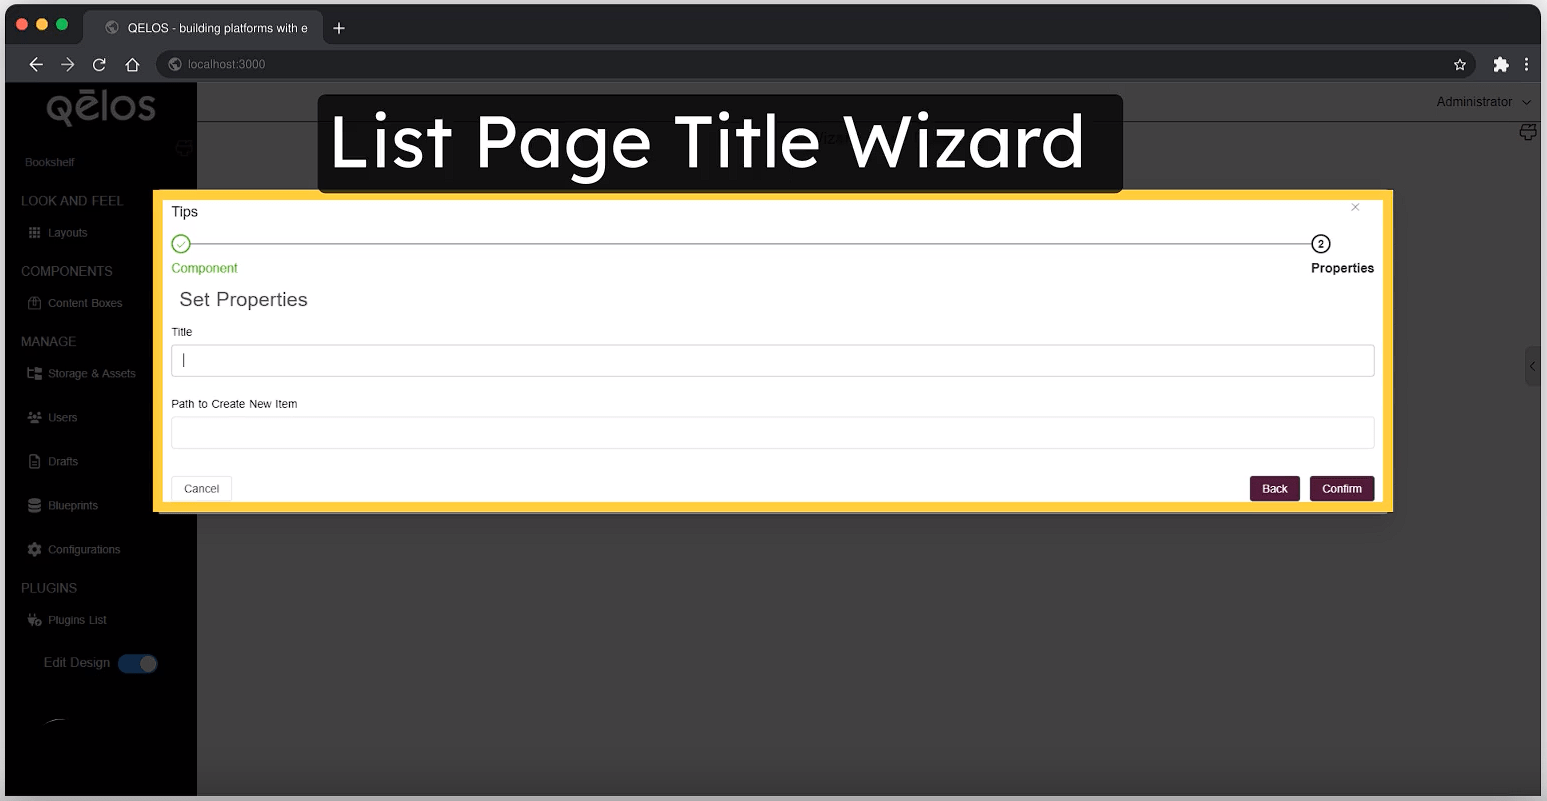 QELOS - building platforms with e
localhost:3000
qēlos
Administrator
List Page Title Wizard
Bookshelf
LOOK AND FEEL
Layouts
COMPONENTS
Content Boxes
MANAGE
Storage & Assets
Users
Drafts
Blueprints
Configurations
PLUGINS
Plugins List
Edit Design
Tips
2
Component
Properties
Set Properties
Title
Path to Create New Item
Cancel
Back
Confirm